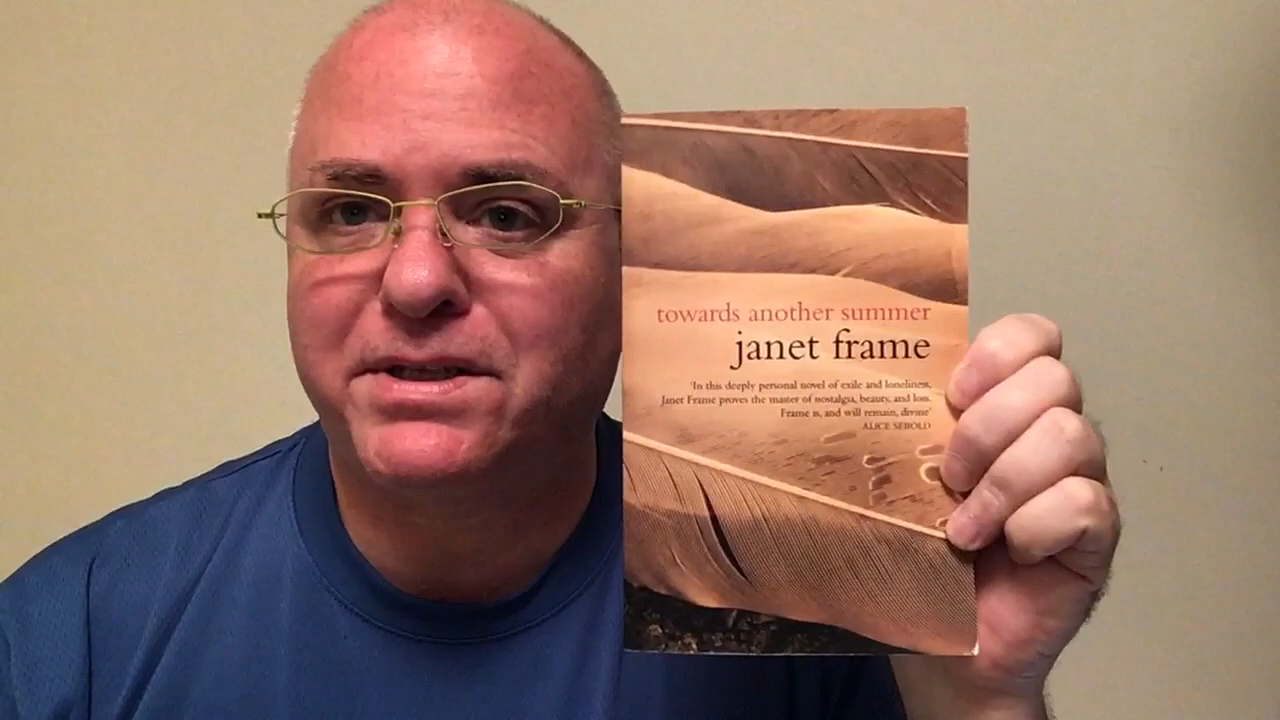 towards another summer
janet frame
'In this deeply personal novel of exile and loneliness,
Janet Frame proves the master of nostalgia, beauty, and loss.
Frame is, and will remain, divine'
ALICE SEBOLD